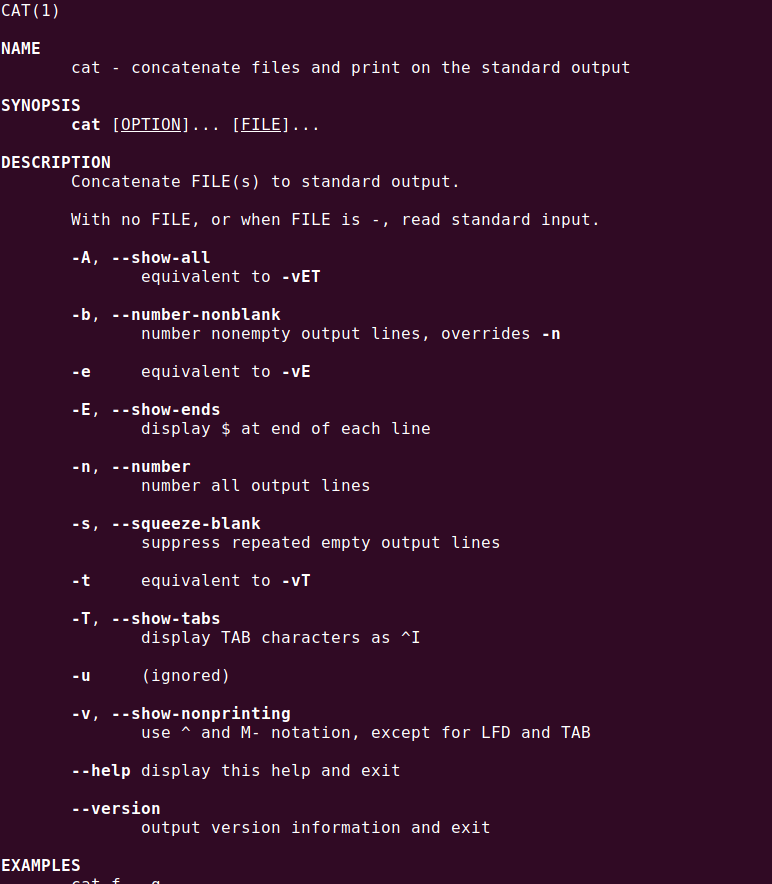 CAT(1)
NAME
cat - concatenate files and print on the standard output
SYNOPSIS
cat [OPTION]... [FILE]...
DESCRIPTION
Concatenate FILE(s) to standard output.
With no FILE, or when FILE is -, read standard input.
-A, --show-all
equivalent to -vET
-b, --number-nonblank
number nonempty output lines, overrides -n
-e equivalent to -vE
-E, --show-ends
display $ at end of each line
-n, --number
number all output lines
-s, --squeeze-blank
suppress repeated empty output lines
-t equivalent to -vT
-T, --show-tabs
display TAB characters as ^I
-u (ignored)
-v, --show-nonprinting
use ^ and M- notation, except for LFD and TAB
--help display this help and exit
--version
output version information and exit
EXAMPLES
cat f - g